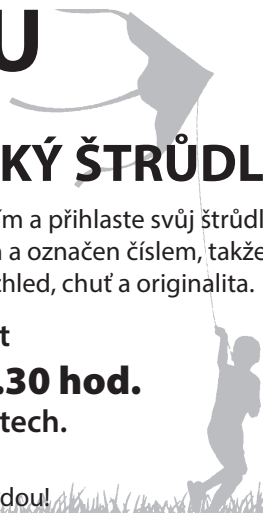 U
KÝ ŠTRŮDL
ím a přihlaste svůj štrůdl
a označen číslem, takže
hled, chuť a originalita.
t
.30 hod.
tech.
dou!